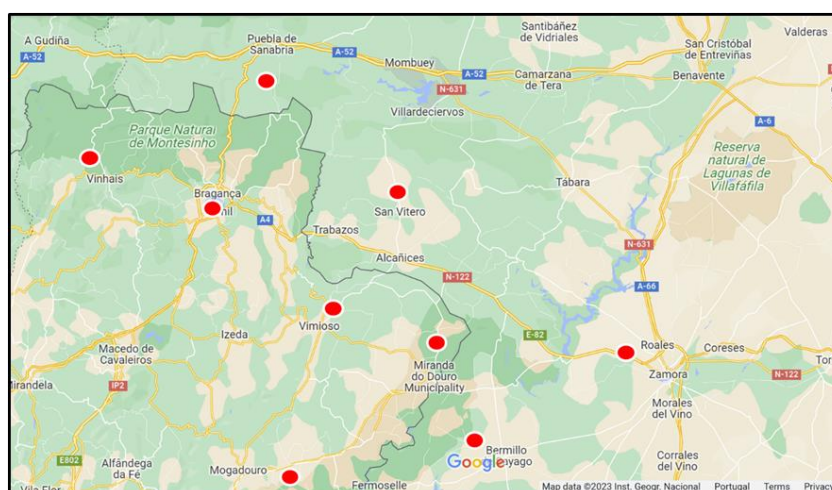 Santibáñez
de Vidriales
Valderas
A Gudiña
Puebla de
Sanabria
San Cristóbal
de Entreviñas
A-52
A-52
Mombuey
A-52
Camarzana
de Tera
Benavente
N-631
Villardeciervos
A-6
Parque Natural
de Montesinho
Reserva
natural de
Lagunas de
Villafáfila
Vinhais
Bragança
Tábara
San Vitero
A4
Trabazos
N-631
Alcañices
N-122
A-66
Vimioso
Izeda
E-82
Roales
Coreses
Macedo de
Cavaleiros
Miranda
do Douro
Municipality
Zamora
N-122
Mirandela
IP2
Morales
del Vino
Bermillo
Google
E802
Alfândega
da Fé
Mogadouro
Corrales
del Vino
Fermoselle
Map data ©2023 Inst. Geogr. Nacional Portugal Terms Privacy